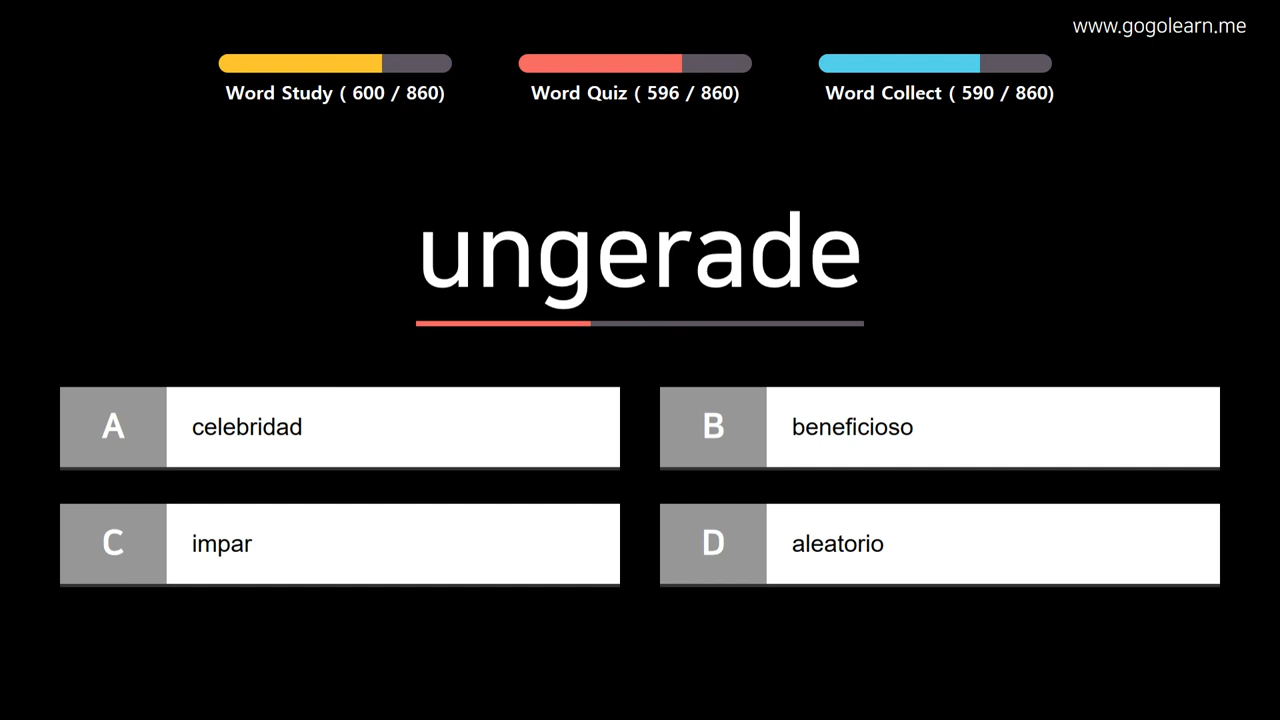 www.gogolearn.me
Word Study ( 600 / 860)
Word Quiz ( 596 / 860)
Word Collect ( 590 / 860)
ungerade
A
celebridad
B
beneficioso
C
impar
D
aleatorio